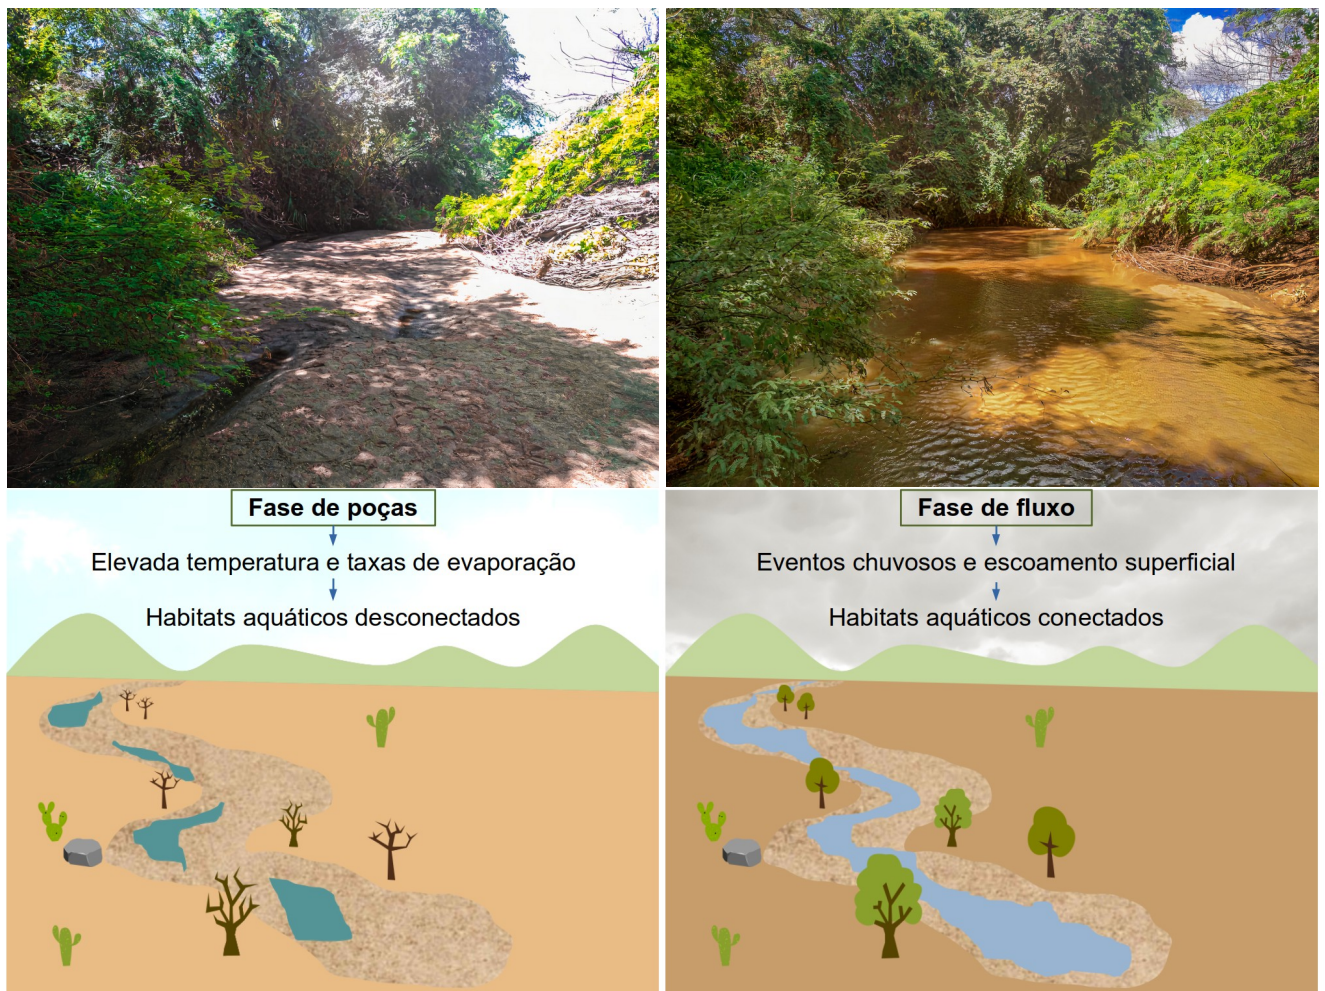 Fase de poças
Elevada temperatura e taxas de evaporação
Habitats aquáticos desconectados
Fase de fluxo
Eventos chuvosos e escoamento superficial
Habitats aquáticos conectados